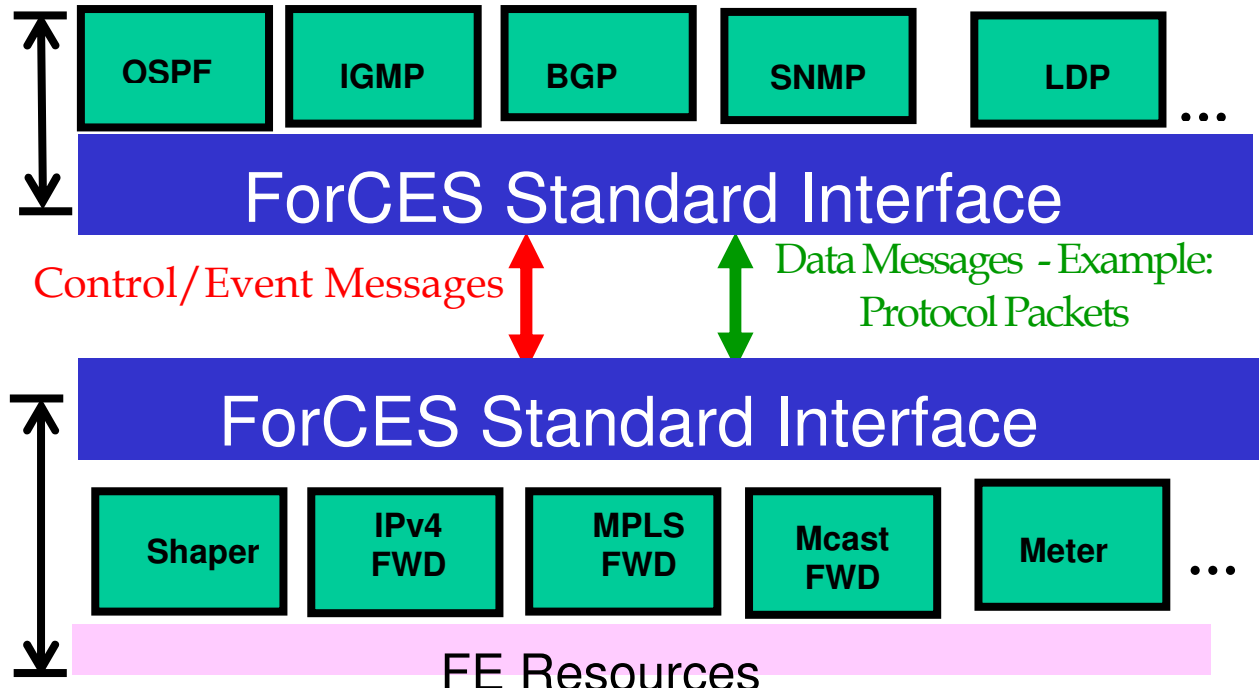 OSPF
IGMP
BGP
SNMP
LDP
...
ForCES Standard Interface
Control/Event Messages
Data Messages - Example:
Protocol Packets
ForCES Standard Interface
Shaper
IPv4
FWD
MPLS
FWD
Mcast
FWD
Meter
...
FE Resources